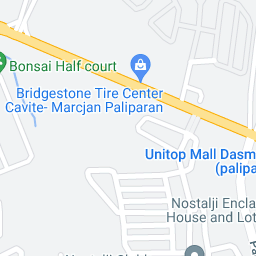 Bonsai Half court
Bridgestone Tire Center
Cavite- Marcjan Paliparan
Unitop Mall Dasm
(palipa
Nostalji Encla
House and Lot